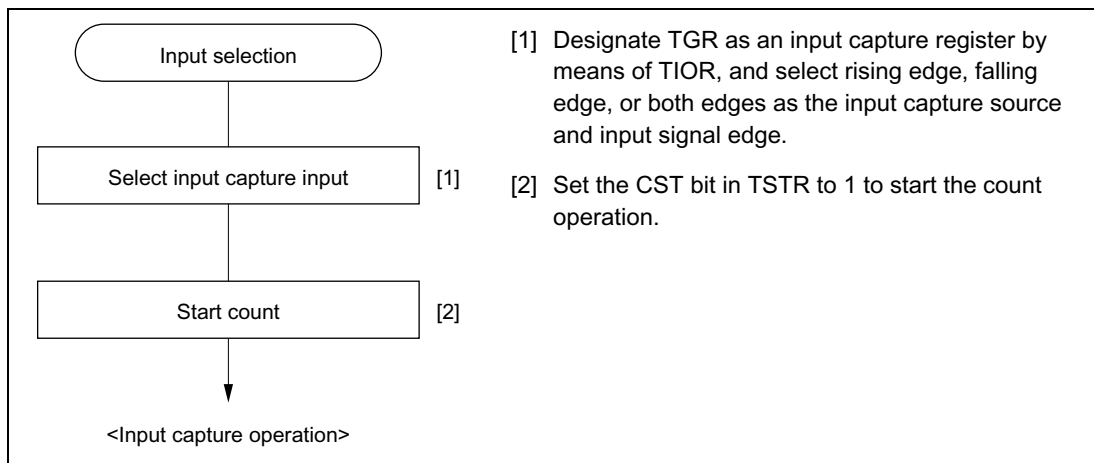 Input selection
Select input capture input
[1]
Start count
[2]
<Input capture operation>
[1] Designate TGR as an input capture register by
means of TIOR, and select rising edge, falling
edge, or both edges as the input capture source
and input signal edge.
[2] Set the CST bit in TSTR to 1 to start the count
operation.